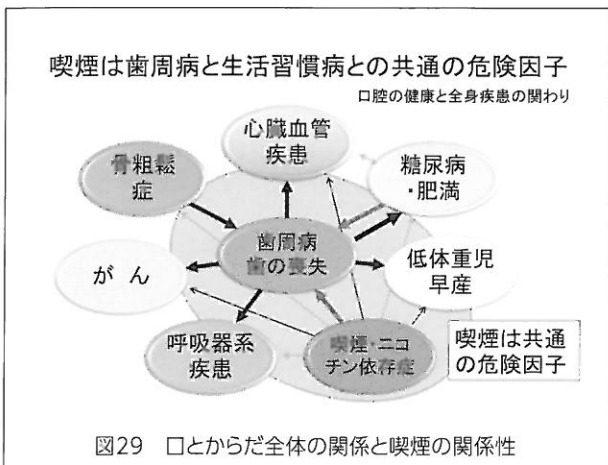 喫煙は歯周病と生活習慣病との共通の危険因子
口腔の健康と全身疾患の関わり
心臓血管
疾患
骨粗鬆
症
糖尿病
・肥満
歯周病
歯の喪失
がん
低体重児
早産
呼吸器系
疾患
喫煙・ニコ
チン依存症
喫煙は共通
の危険因子
図29 口とからだ全体の関係と喫煙の関係性